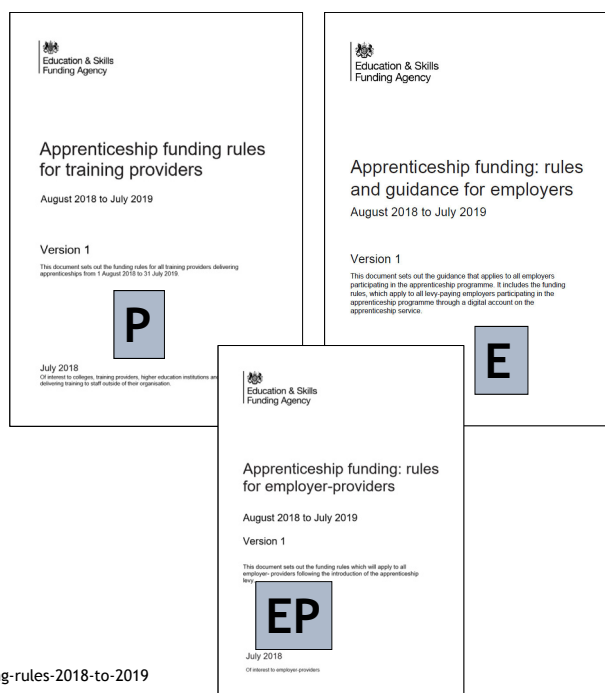 Education & Skills
Funding Agency
Apprenticeship funding rules
for training providers
August 2018 to July 2019
Version 1
This document sets out the funding rules for all training providers delivering
apprenticeships from 1 August 2018 to 31 July 2019.
P
July 2018
Of interest to colleges, training providers, higher education institutions an
delivering training to staff outside of their organisation.
Education & Skills
Funding Agency
Apprenticeship funding: rules
and guidance for employers
August 2018 to July 2019
Version 1
This document sets out the guidance that applies to all employers
participating in the apprenticeship programme. It includes the funding
rules, which apply to all levy-paying employers participating in the
apprenticeship programme through a digital account on the
apprenticeship service.
E
Education & Skills
Funding Agency
Apprenticeship funding: rules
for employer-providers
August 2018 to July 2019
Version 1
This document sets out the funding rules which will apply to all
employer- providers following the introduction of the apprenticeship
levy
EP
July 2018
Of interest to employer-providers
g-rules-2018-to-2019